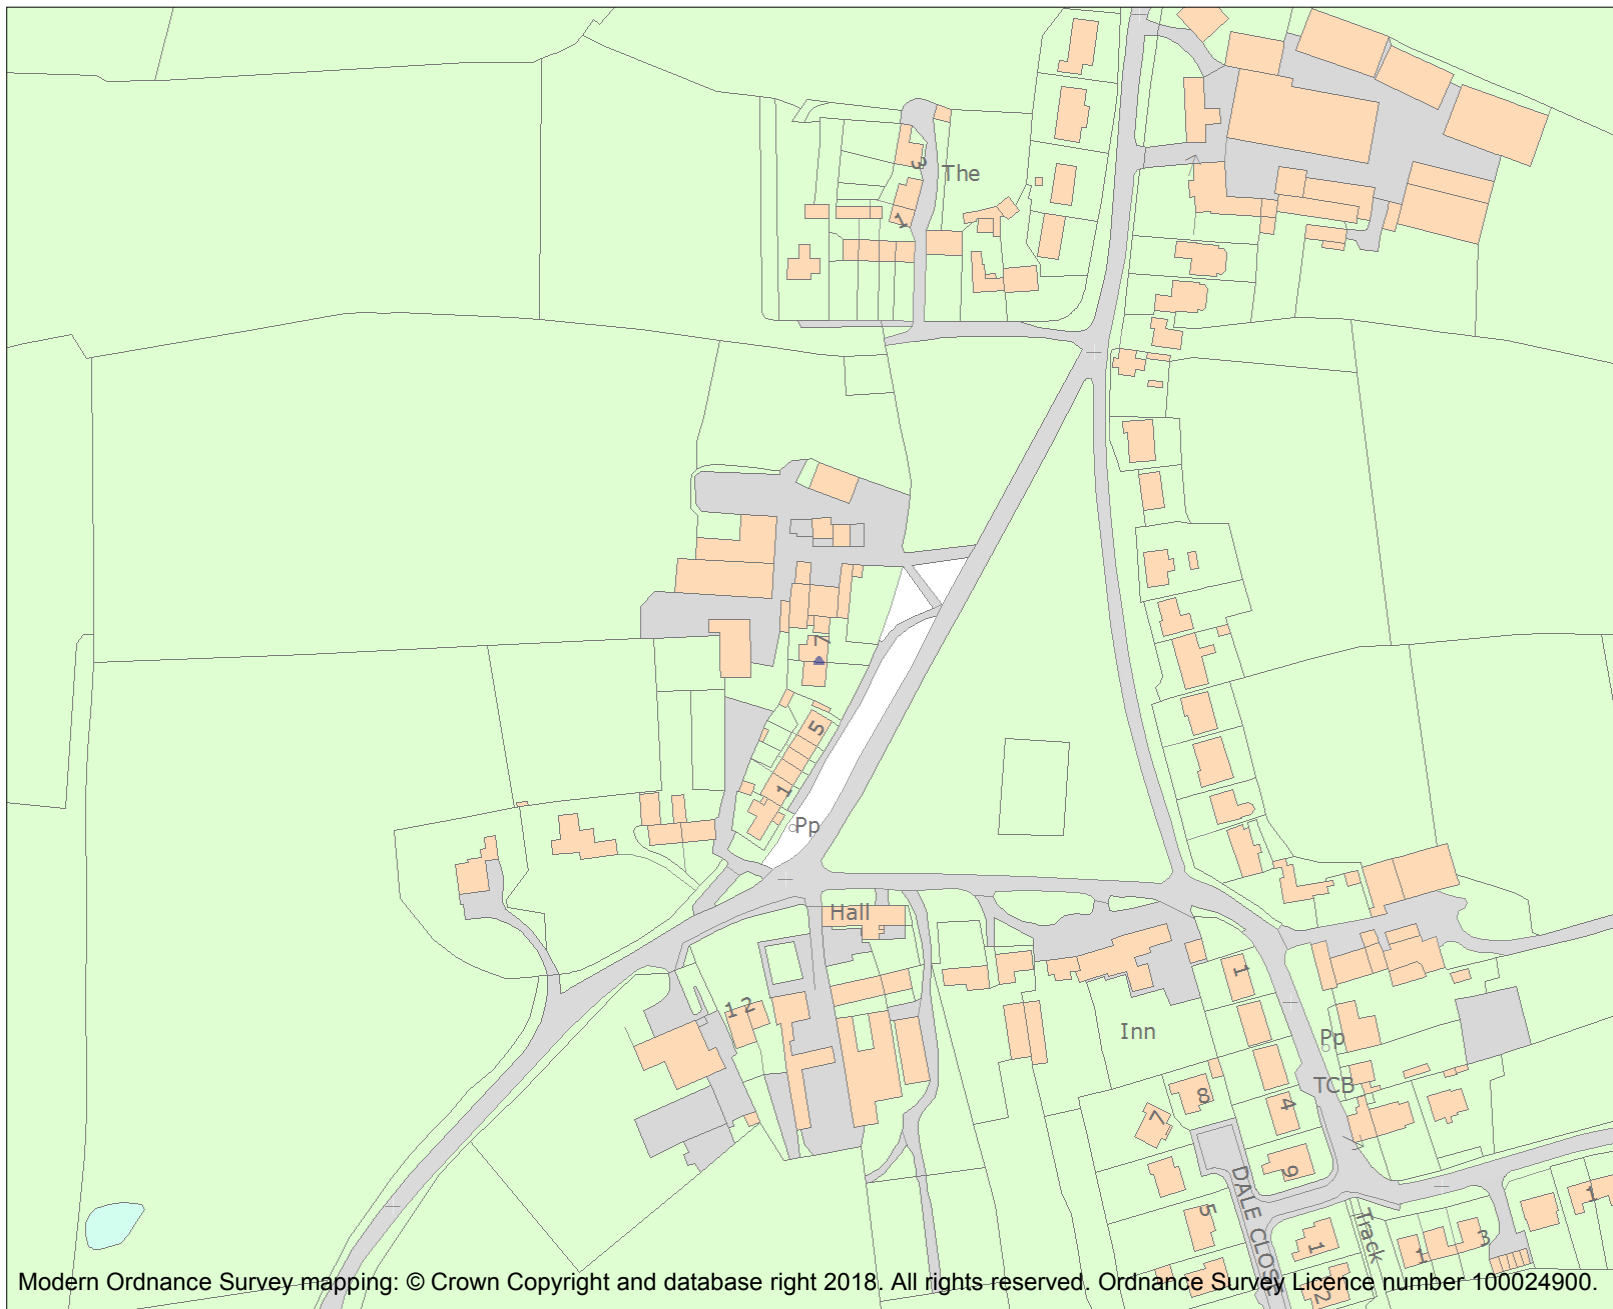 3
The
1
7
5
1
Pp
Hall
1 2
1
Inn
Pp
TCB
8
7
4
9
5
DALE CLOSE
Track
1
1
3
1
2
Modern Ordnance Survey mapping: © Crown Copyright and database right 2018. All rights reserved. Ordnance Survey Licence number 100024900.